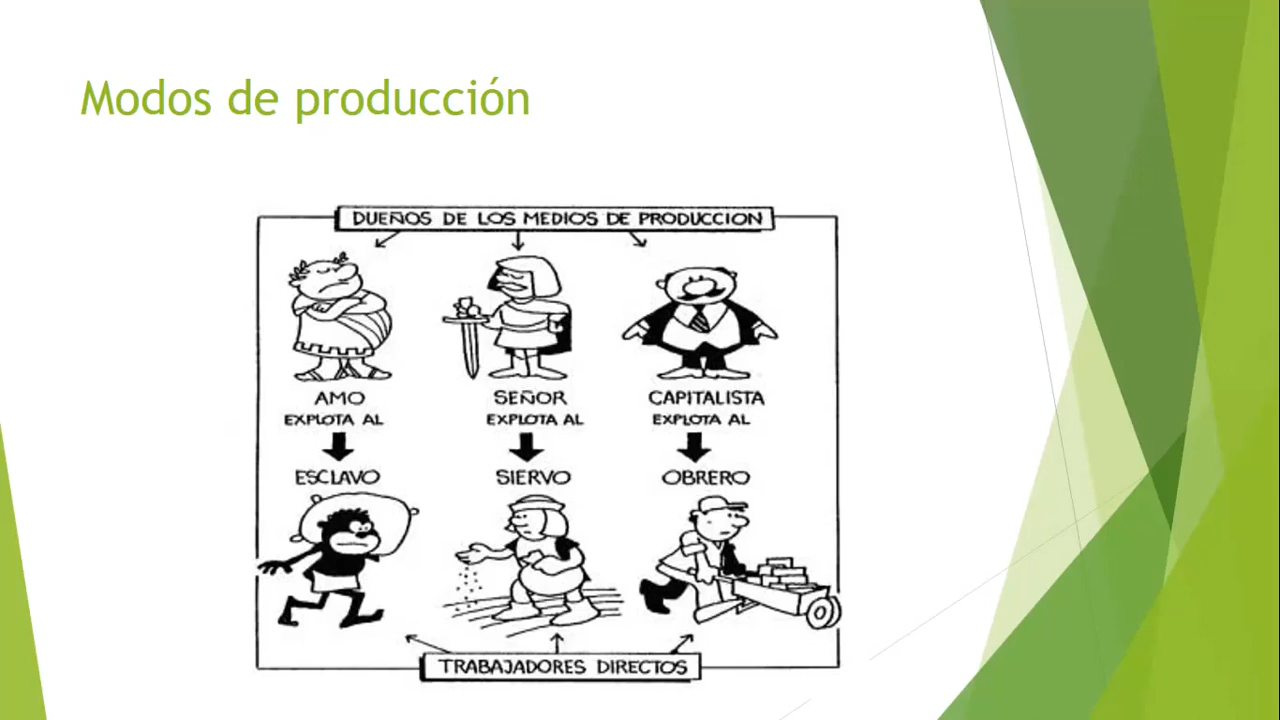 Modos de producción
DUEÑOS DE LOS MEDIOS DE PRODUCCION
AMO
EXPLOTA AL
ESCLAVO
SEÑOR
EXPLOTA AL
SIERVO
CAPITALISTA
EXPLOTA AL
OBRERO
TRABAJADORES DIRECTOS